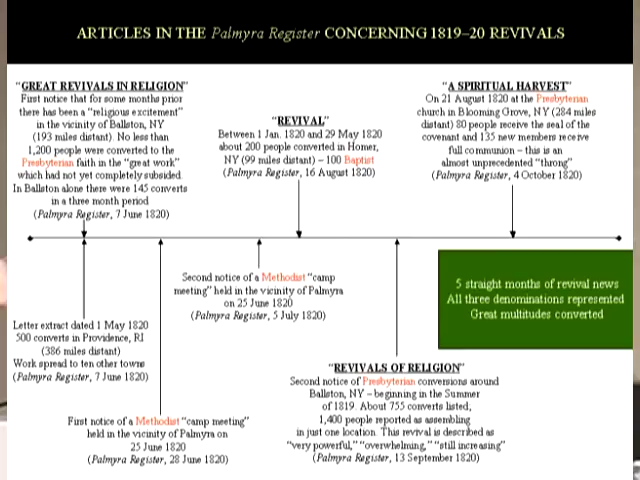 ARTICLES IN THE Palmyra Register CONCERNING 1819–20 REVIVALS
"GREAT REVIVALS IN RELIGION"
First notice that for some months prior
there has been a "religious excitement"
in the vicinity of Ballston, NY
(193 miles distant) No less than
1,200 people were converted to the
Presbyterian faith in the "great work"
which had not yet completely subsided
In Ballston alone there were 145 converts
in a three month period
(Palmyra Register, 7 June 1820)
"REVIVAL"
Between 1 Jan. 1820 and 29 May 1820
about 200 people converted in Homer,
NY (99 miles distant) – 100 Baptist
(Palmyra Register, 16 August 1820)
"A SPIRITUAL HARVEST"
On 21 August 1820 at the Presbyterian
church in Blooming Grove, NY (284 miles
distant) 80 people receive the seal of the
covenant and 135 new members receive
full communion – this is an
almost unprecedented "throng"
(Palmyra Register, 4 October 1820)
Letter extract dated 1 May 1820
500 converts in Providence, RI
(386 miles distant)
Work spread to ten other towns
(Palmyra Register, 7 June 1820)
First notice of a Methodist "camp meeting"
held in the vicinity of Palmyra on
25 June 1820
(Palmyra Register, 28 June 1820)
Second notice of a Methodist "camp
meeting" held in the vicinity of Palmyra
on 25 June 1820
(Palmyra Register, 5 July 1820)
"REVIVALS OF RELIGION"
Second notice of Presbyterian conversions around
Ballston, NY – beginning in the Summer
of 1819. About 755 converts listed,
1,400 people reported as assembling
in just one location. This revival is described as
"very powerful," "overwhelming," "still increasing"
(Palmyra Register, 13 September 1820)
5 straight months of revival news
All three denominations represented
Great multitudes converted